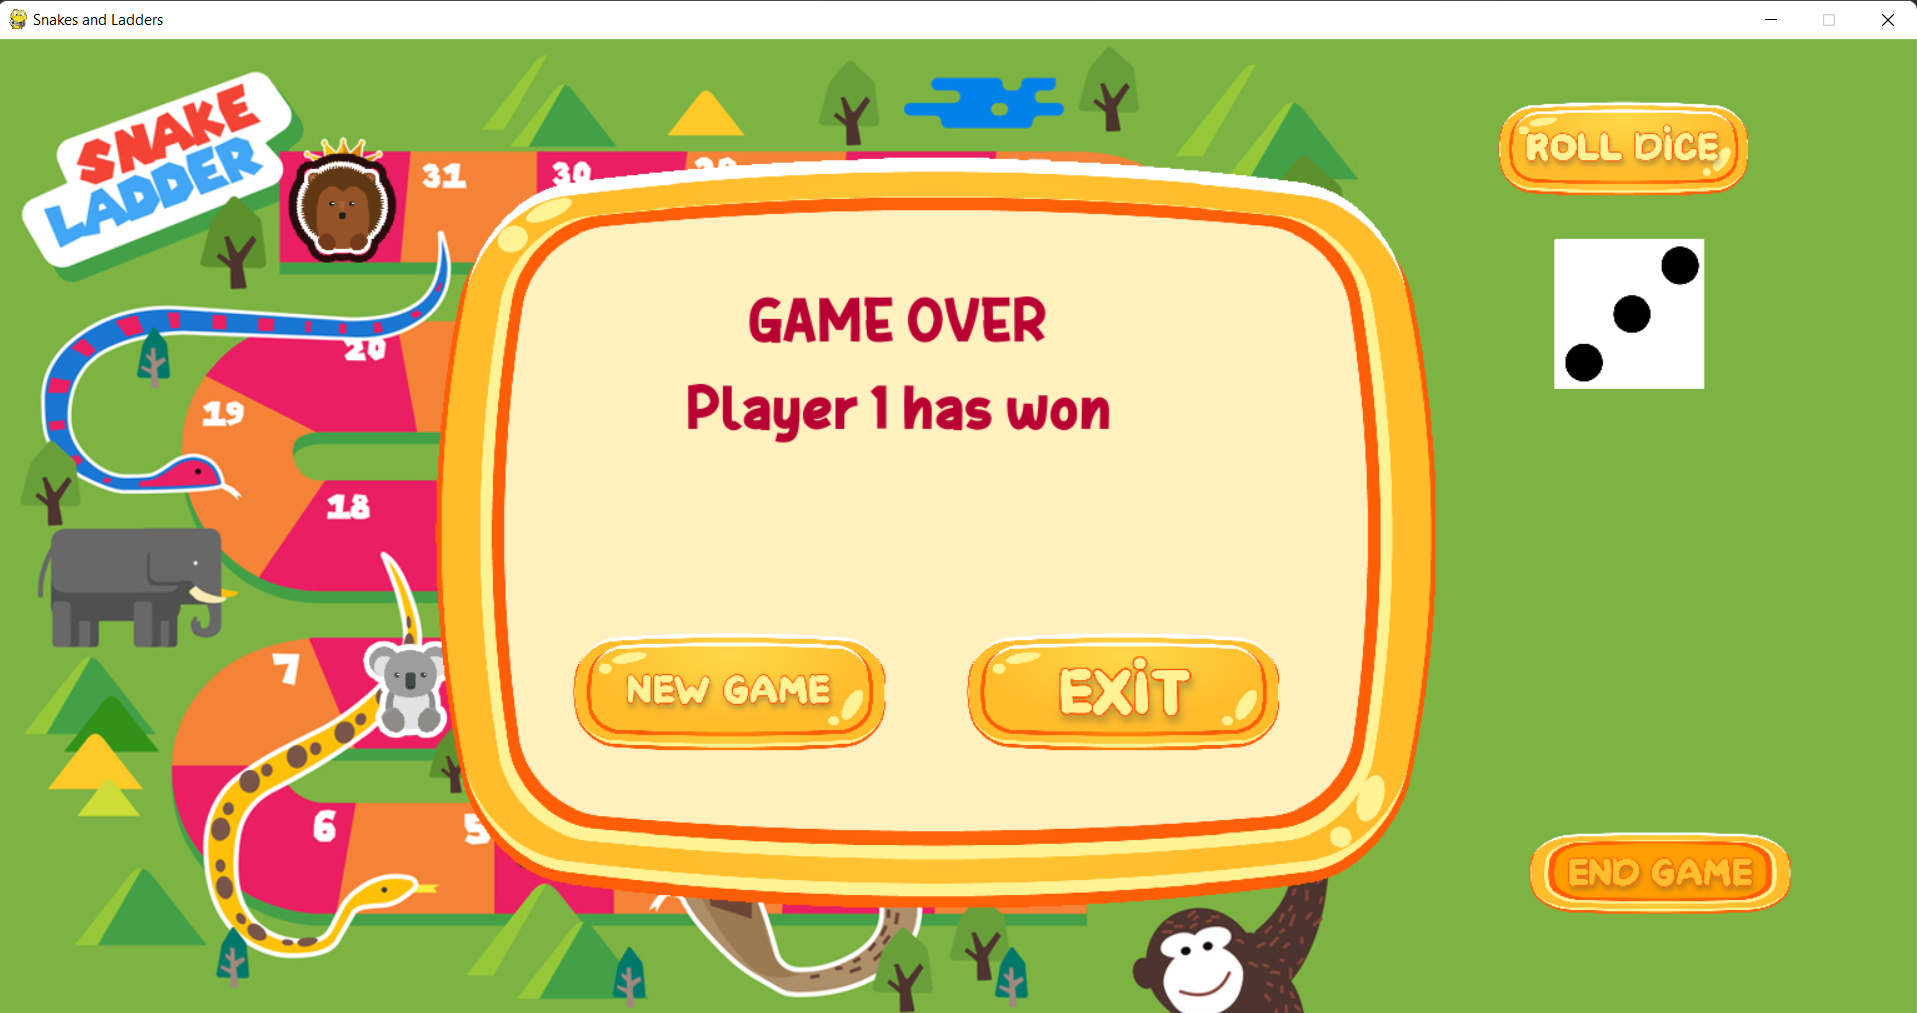 Snakes and Ladders
SNAKE
LADDER
ROLL DiCE
31
30
GAME OVER
20
Player 1 has won
19
18
7
NEW GAME
EXiT
6
5
END GAME